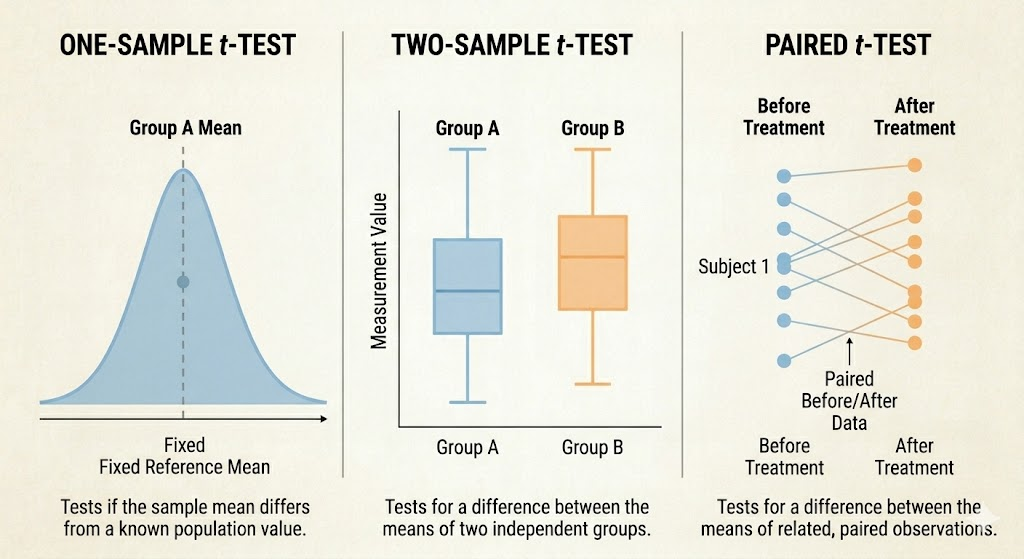 ONE-SAMPLE t-TEST
Group A Mean
Fixed
Fixed Reference Mean
Tests if the sample mean differs
from a known population value.
TWO-SAMPLE t-TEST
Measurement Value
Group A
Group B
Group A
Group B
Tests for a difference between the
means of two independent groups.
PAIRED t-TEST
Before
Treatment
After
Treatment
Subject 1
Paired
Before/After
Data
Before
Treatment
After
Treatment
Tests for a difference between the
means of related, paired observations.